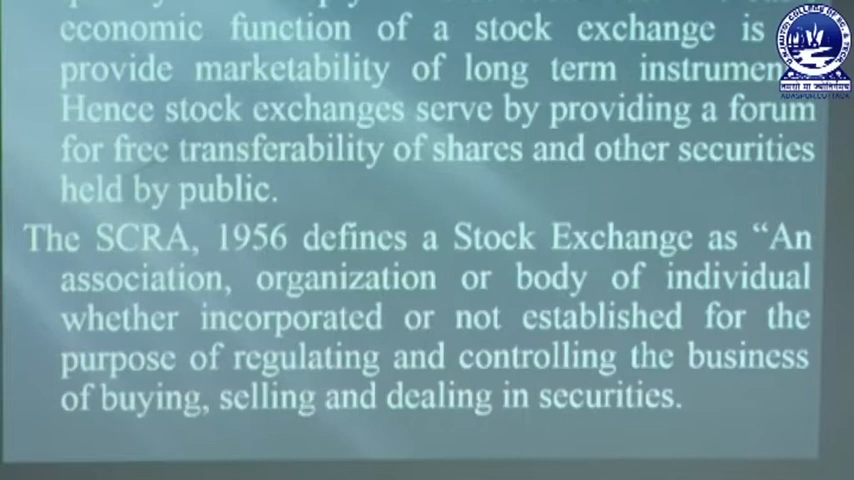 economic function of a stock exchange is
provide marketability of long term instrumen
Hence stock exchanges serve by providing a forum
for free transferability of shares and other securities
held by public.
The SCRA, 1956 defines a Stock Exchange as “An
association, organization or body of individual
whether incorporated or not established for the
purpose of regulating and controlling the business
of buying, selling and dealing in securities.